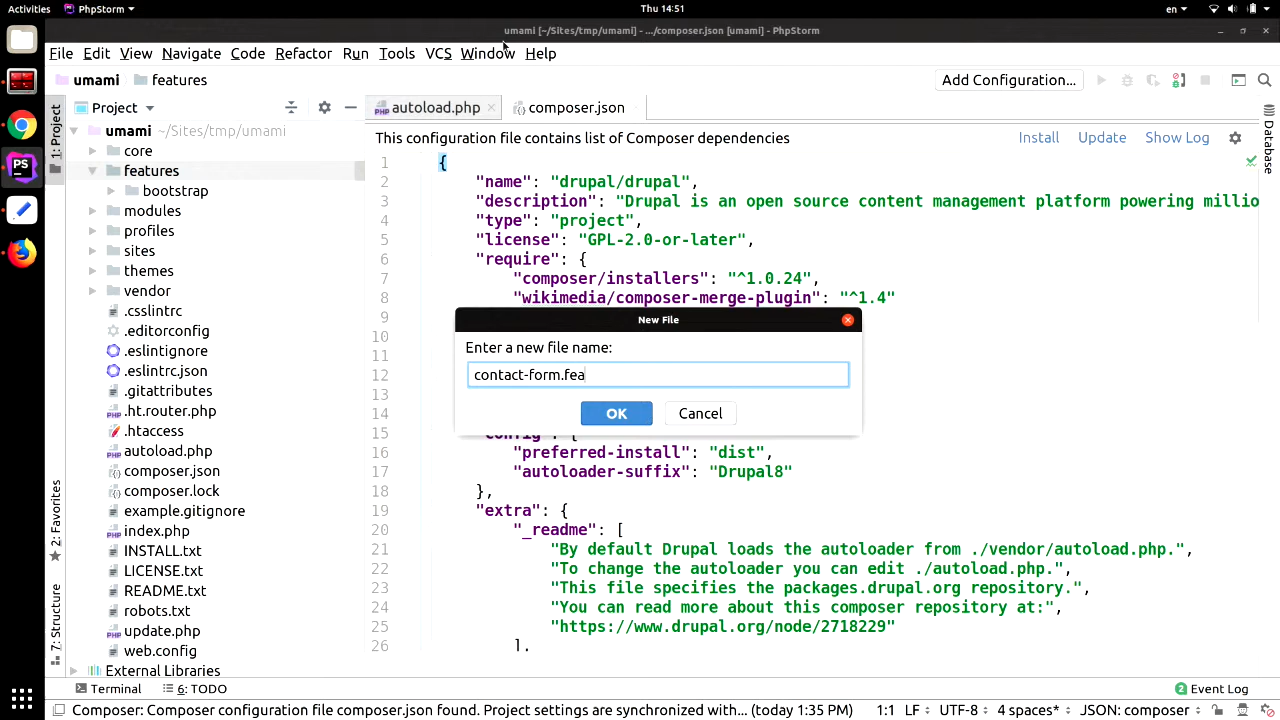 Activities PhpStorm Thu 14:51 en
umami [~/Sites/tmp/umami] - .../composer.json [umami] - PhpStorm
File Edit View Navigate Code Refactor Run Tools VCS Window Help
umami features Add Configuration...
1: Project
Project
autoload.php composer.json
umami ~/Sites/tmp/umami
core
features
bootstrap
modules
profiles
sites
themes
vendor
.csslintrc
.editorconfig
.eslintignore
.eslintrc.json
.gitattributes
.ht.router.php
.htaccess
autoload.php
composer.json
composer.lock
example.gitignore
index.php
INSTALL.txt
LICENSE.txt
README.txt
robots.txt
update.php
web.config
External Libraries
2: Favorites
7: Structure
This configuration file contains list of Composer dependencies Install Update Show Log
Database
1 {
2 "name": "drupal/drupal",
3 "description": "Drupal is an open source content management platform powering millio
4 "type": "project",
5 "license": "GPL-2.0-or-later",
6 "require": {
7 "composer/installers": "^1.0.24",
8 "wikimedia/composer-merge-plugin": "^1.4"
9
10
11
12
13
14
15 "config": {
16 "preferred-install": "dist",
17 "autoloader-suffix": "Drupal8"
18 },
19 "extra": {
20 "_readme": [
21 "By default Drupal loads the autoloader from ./vendor/autoload.php.",
22 "To change the autoloader you can edit ./autoload.php.",
23 "This file specifies the packages.drupal.org repository.",
24 "You can read more about this composer repository at:",
25 "https://www.drupal.org/node/2718229"
26 ],
New File
Enter a new file name:
contact-form.fea
OK Cancel
Terminal 6: TODO 2 Event Log
Composer: Composer configuration file composer.json found. Project settings are synchronized with... (today 1:35 PM) 1:1 LF UTF-8 4 spaces* JSON: composer